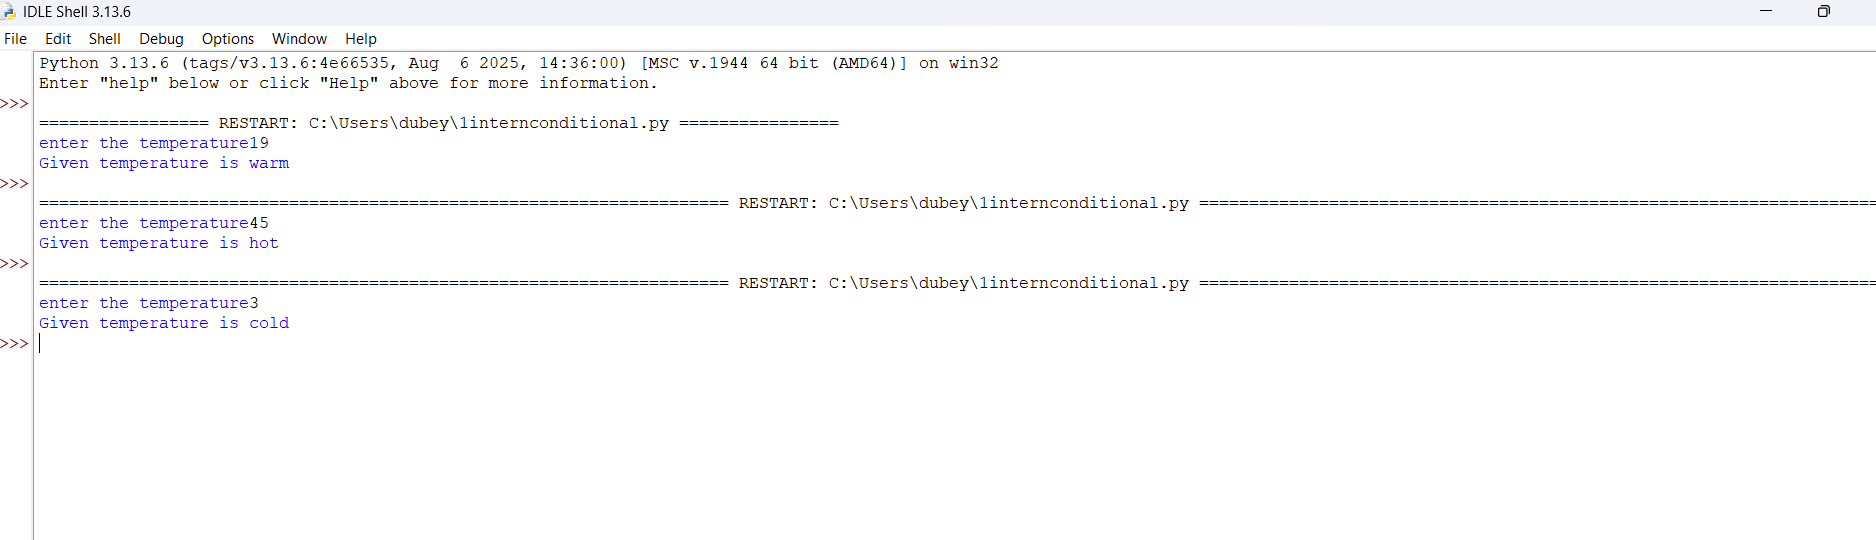 IDLE Shell 3.13.6
File Edit Shell Debug Options Window Help
Python 3.13.6 (tags/v3.13.6:4e66535, Aug  6 2025, 14:36:00) [MSC v.1944 64 bit (AMD64)] on win32
Enter "help" below or click "Help" above for more information.
>>>
================= RESTART: C:\Users\dubey\1internconditional.py ================
enter the temperature19
Given temperature is warm
>>>
===================================================================== RESTART: C:\Users\dubey\1internconditional.py ====================================================================
enter the temperature45
Given temperature is hot
>>>
===================================================================== RESTART: C:\Users\dubey\1internconditional.py ====================================================================
enter the temperature3
Given temperature is cold
>>>